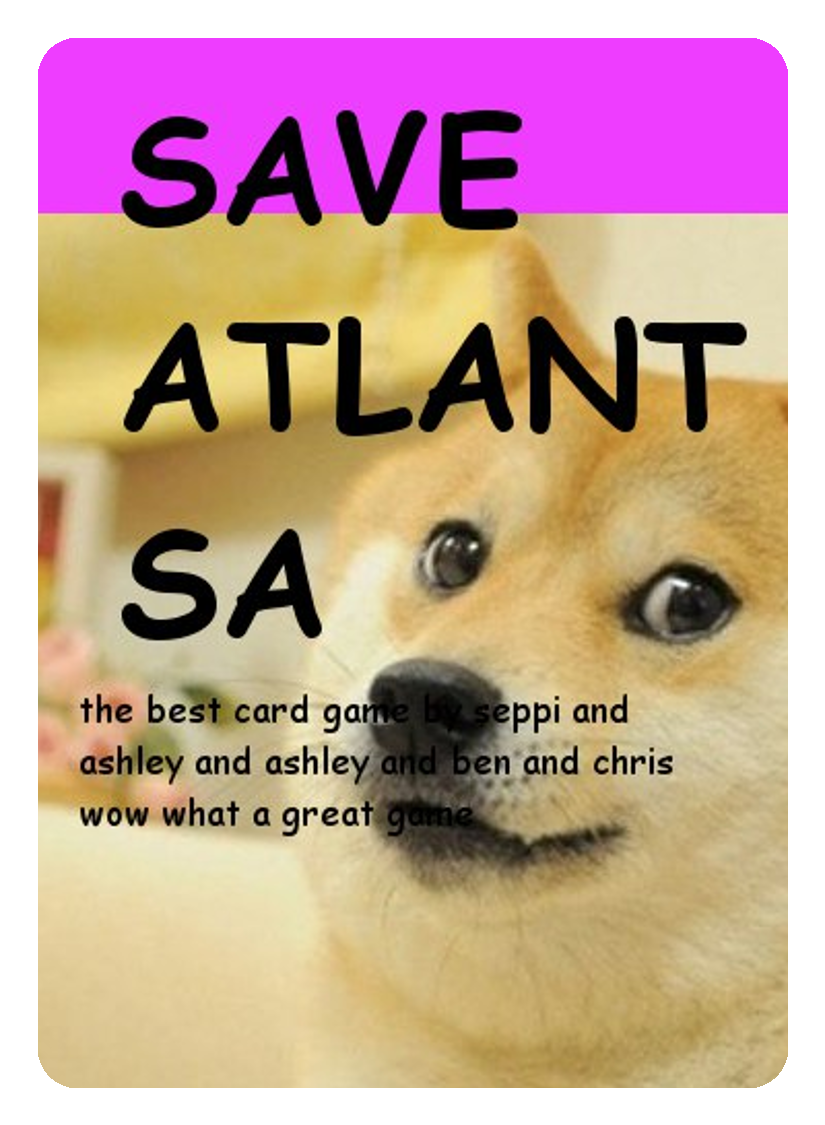 SAVE
ATLANT
SA
the best card game by seppi and
ashley and ashley and ben and chris
wow what a great game